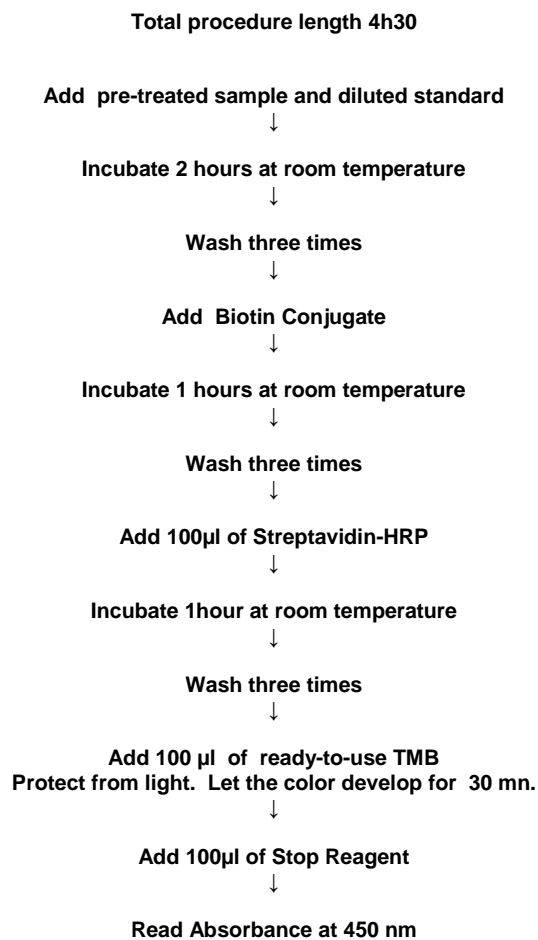 Total procedure length 4h30
Add  pre-treated sample and diluted standard
↓
Incubate 2 hours at room temperature
↓
Wash three times
↓
Add  Biotin Conjugate
↓
Incubate 1 hours at room temperature
↓
Wash three times
↓
Add 100µl of Streptavidin-HRP
↓
Incubate 1hour at room temperature
↓
Wash three times
↓
Add 100 µl  of  ready-to-use TMB
Protect from light.  Let the color develop for  30 mn.
↓
Add 100µl of Stop Reagent
↓
Read Absorbance at 450 nm